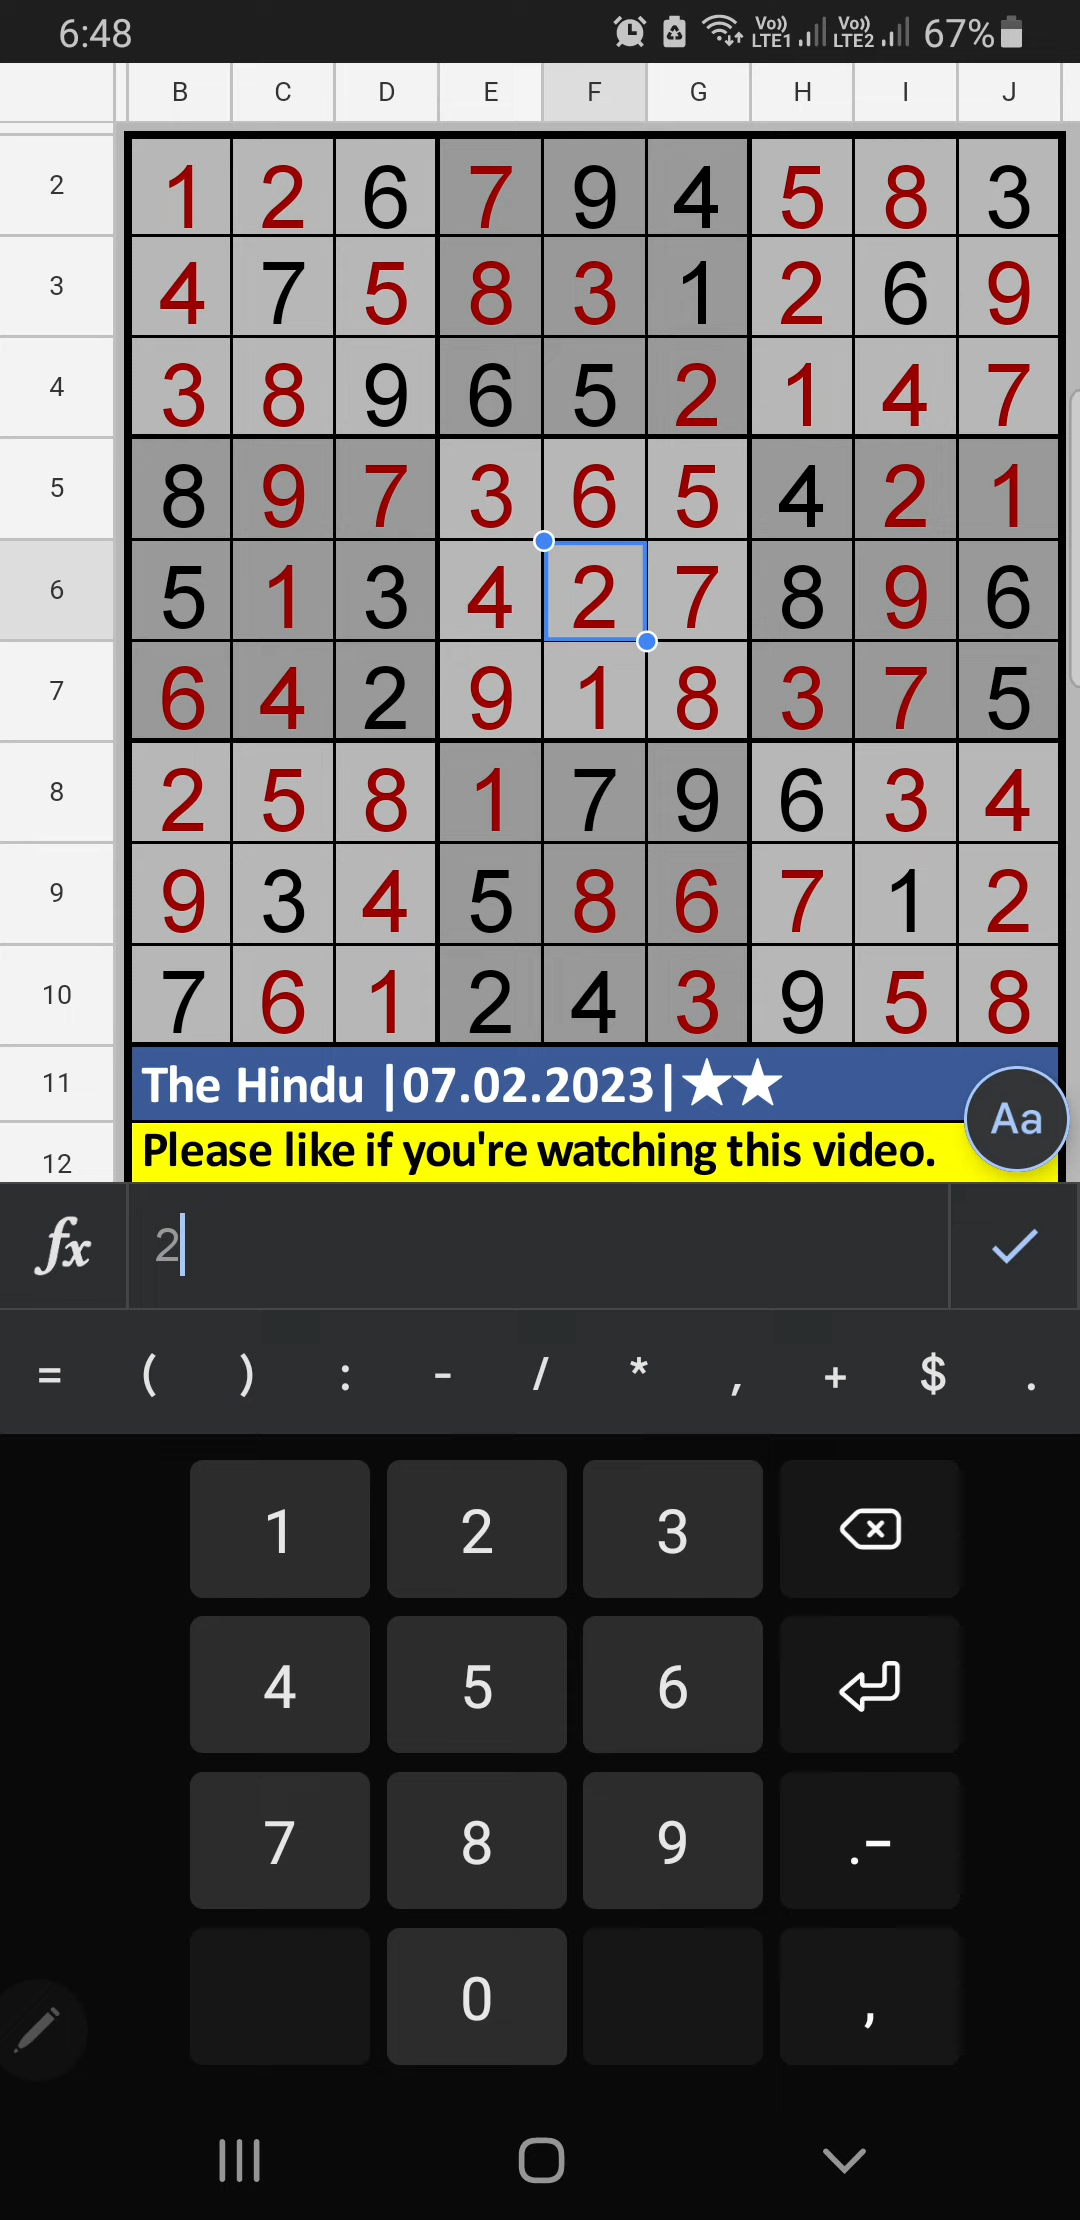 6:48 Vo)) LTE1 Vo)) LTE2 67%
B C D E F G H I J
2 1 2 6 7 9 4 5 8 3
3 4 7 5 8 3 1 2 6 9
4 3 8 9 6 5 2 1 4 7
5 8 9 7 3 6 5 4 2 1
6 5 1 3 4 2 7 8 9 6
7 6 4 2 9 1 8 3 7 5
8 2 5 8 1 7 9 6 3 4
9 9 3 4 5 8 6 7 1 2
10 7 6 1 2 4 3 9 5 8
11 The Hindu |07.02.2023|★★
Aa
12 Please like if you're watching this video.
fx 2
= ( ) : - / * , + $ .
1 2 3
4 5 6
7 8 9 .-
0 ,